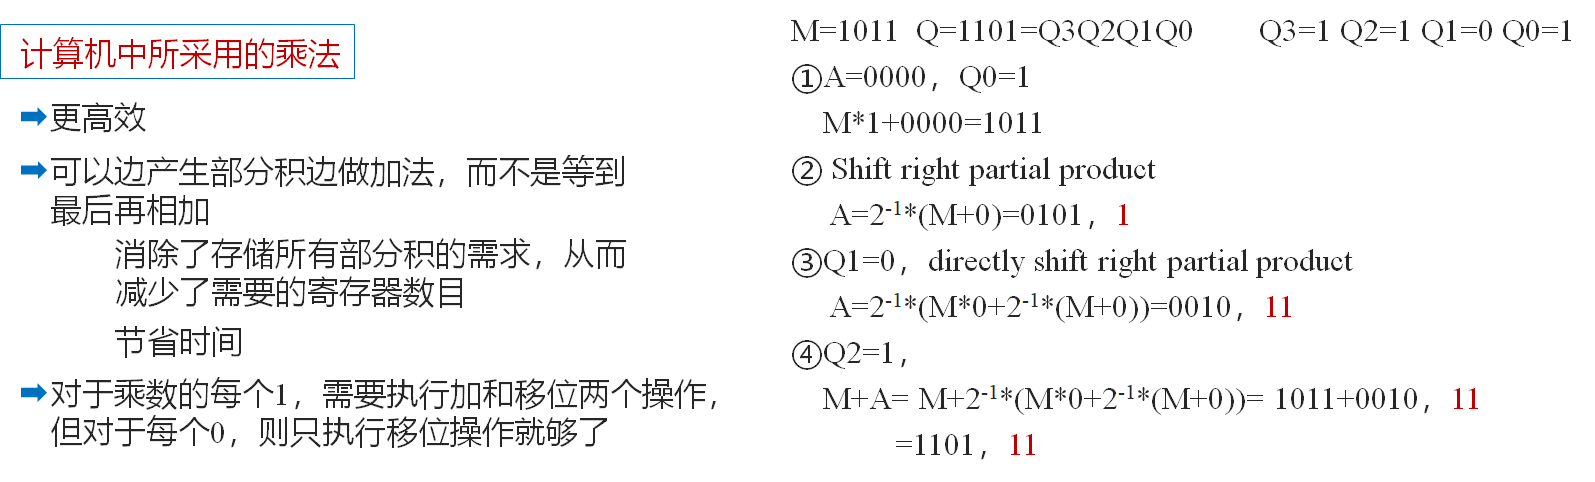 计算机中所采用的乘法
➡更高效
➡可以边产生部分积边做加法，而不是等到
最后再相加
消除了存储所有部分积的需求，从而
减少了需要的寄存器数目
节省时间
➡对于乘数的每个1，需要执行加和移位两个操作，
但对于每个0，则只执行移位操作就够了
M=1011 Q=1101=Q3Q2Q1Q0 Q3=1 Q2=1 Q1=0 Q0=1
①A=0000，Q0=1
M*1+0000=1011
② Shift right partial product
A=2⁻¹*(M+0)=0101，1
③Q1=0，directly shift right partial product
A=2⁻¹*(M*0+2⁻¹*(M+0))=0010，11
④Q2=1，
M+A= M+2⁻¹*(M*0+2⁻¹*(M+0))= 1011+0010，11
=1101，11